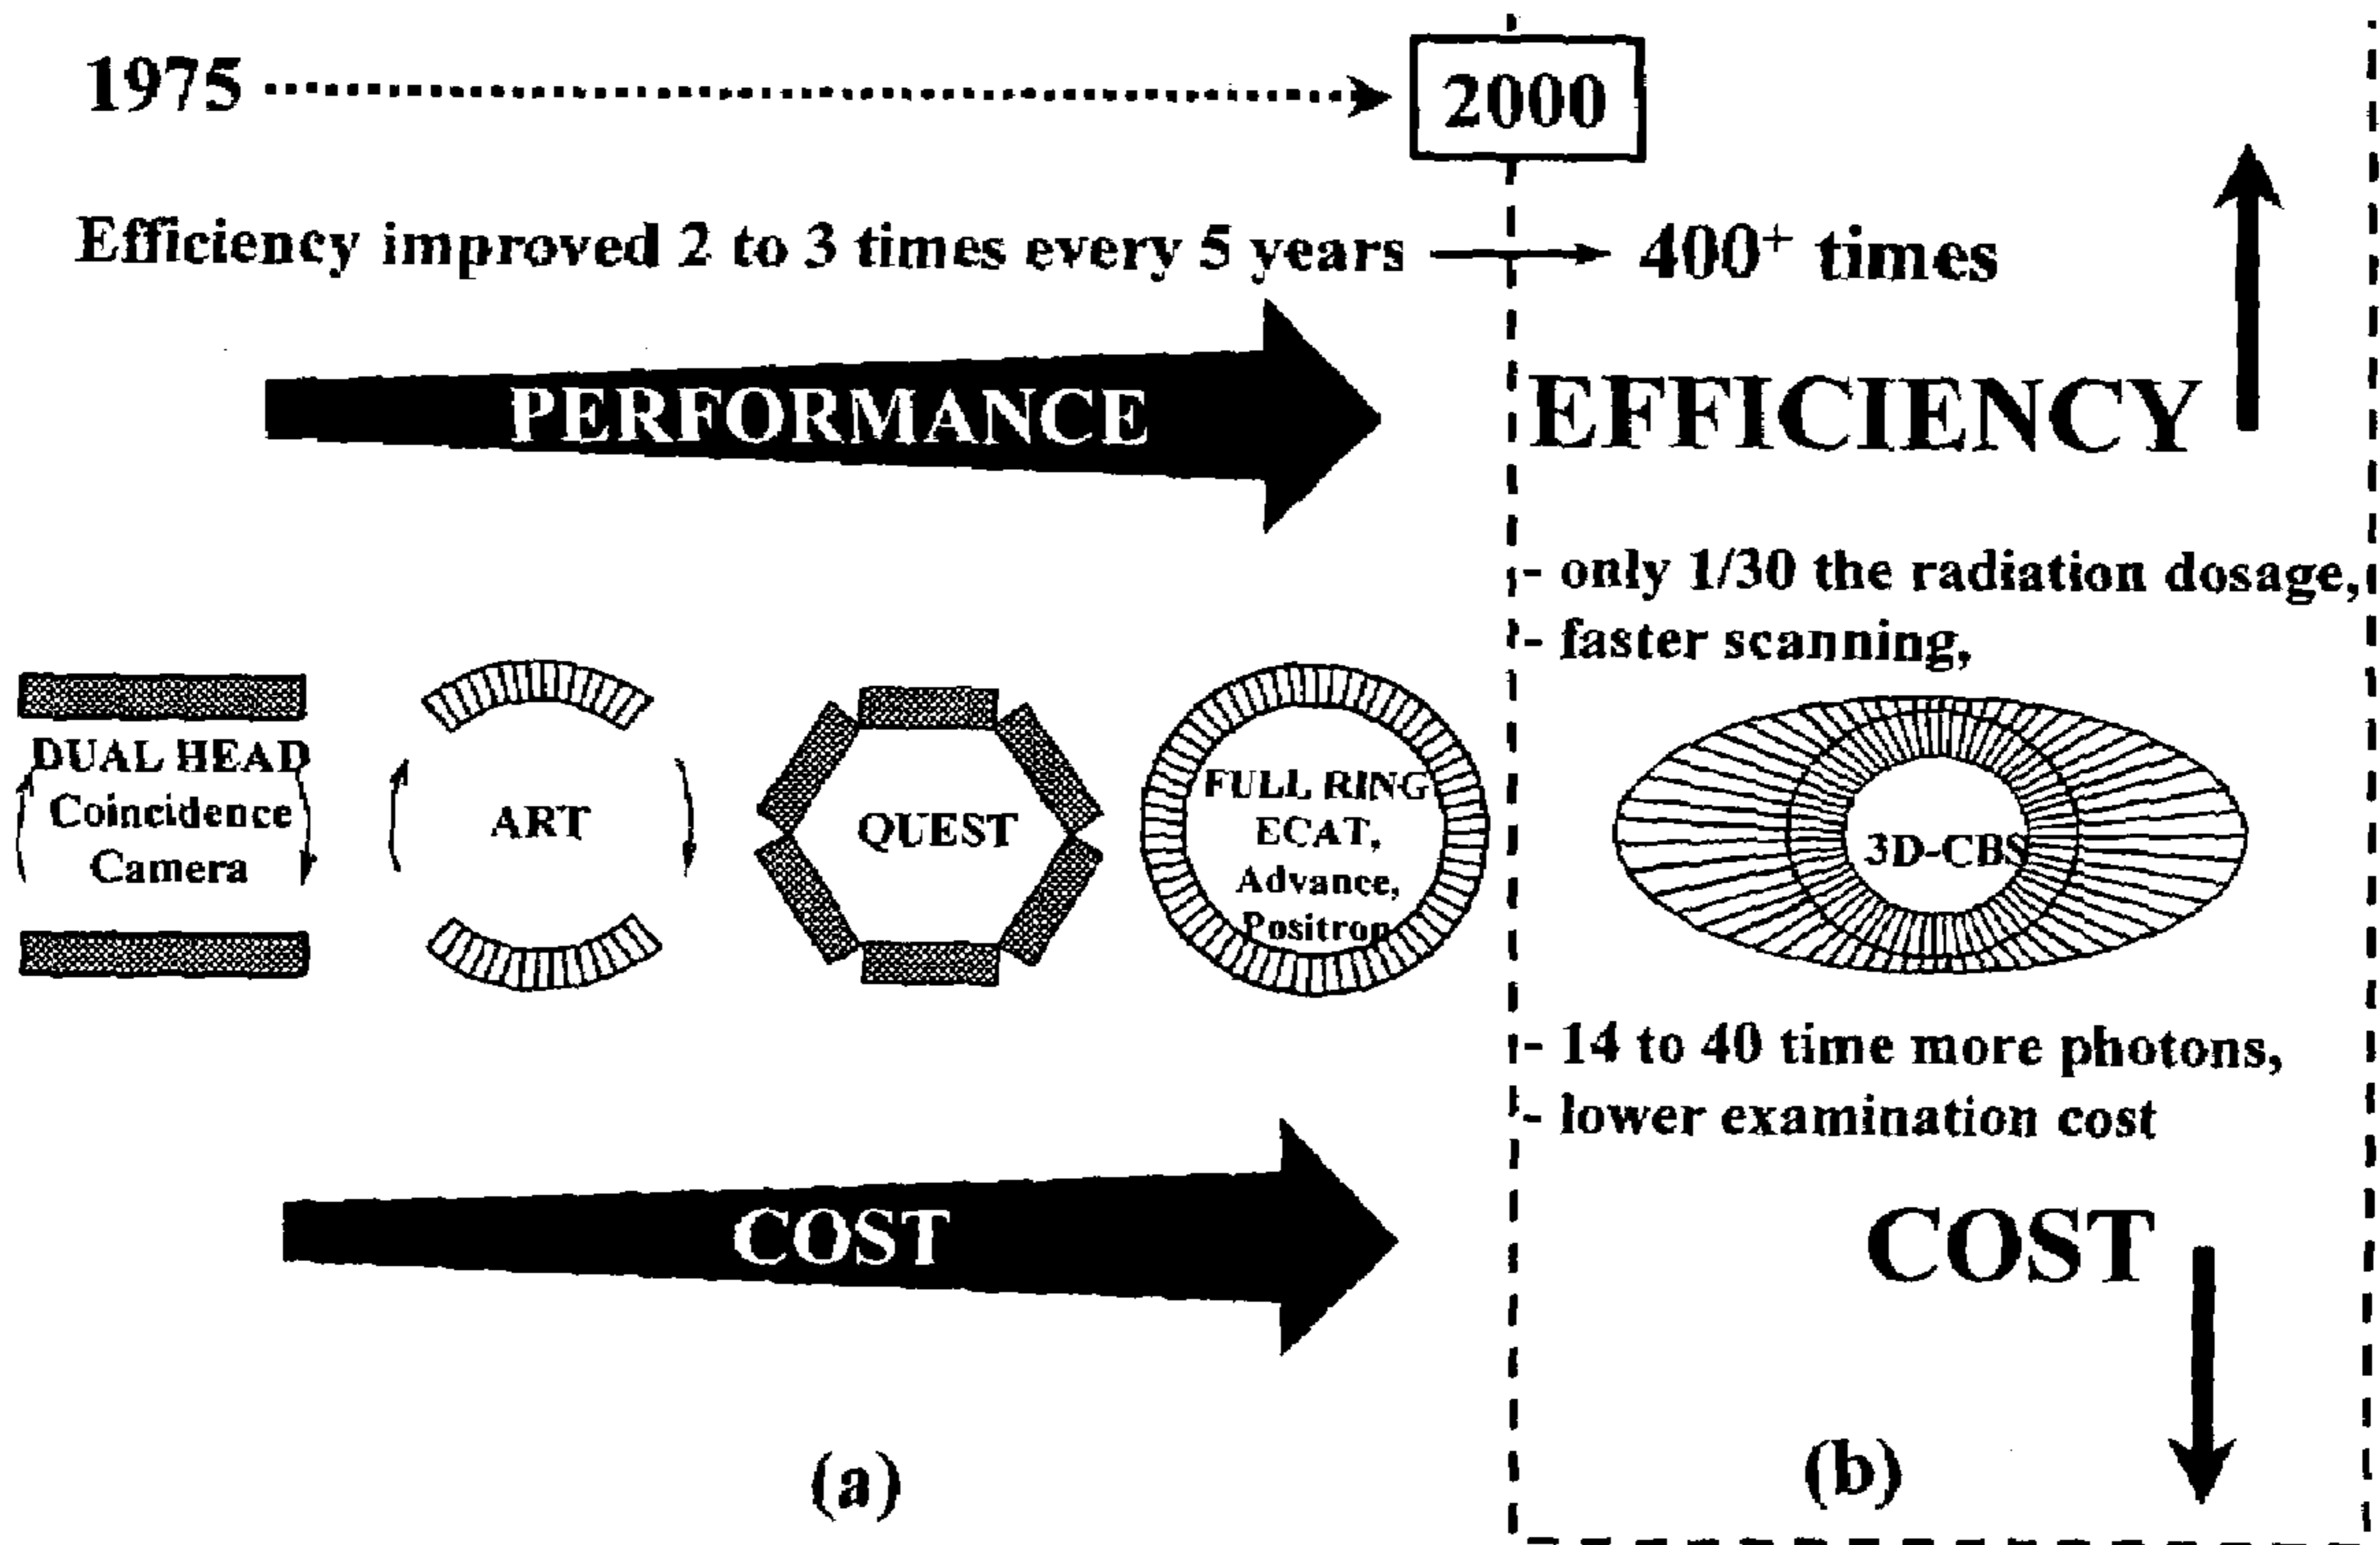 1975
2000
Efficiency improved 2 to 3 times every 5 years
400+ times
PERFORMANCE
EFFICIENCY
- only 1/30 the radiation dosage,
- faster scanning,
DUAL HEAD
Coincidence
Camera
ART
QUEST
FULL RING
ECAT,
Advance,
Positron
3D-CBS
- 14 to 40 time more photons,
- lower examination cost
COST
COST
(a)
(b)